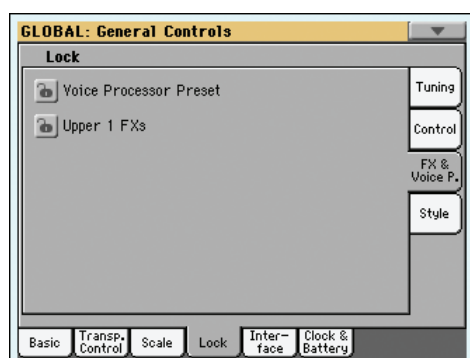 GLOBAL: General Controls
Lock
Voice Processor Preset
Upper 1 FXs
Tuning
Control
FX &
Voice P.
Style
Basic
Transp.
Control
Scale
Lock
Inter-
face
Clock &
Battery